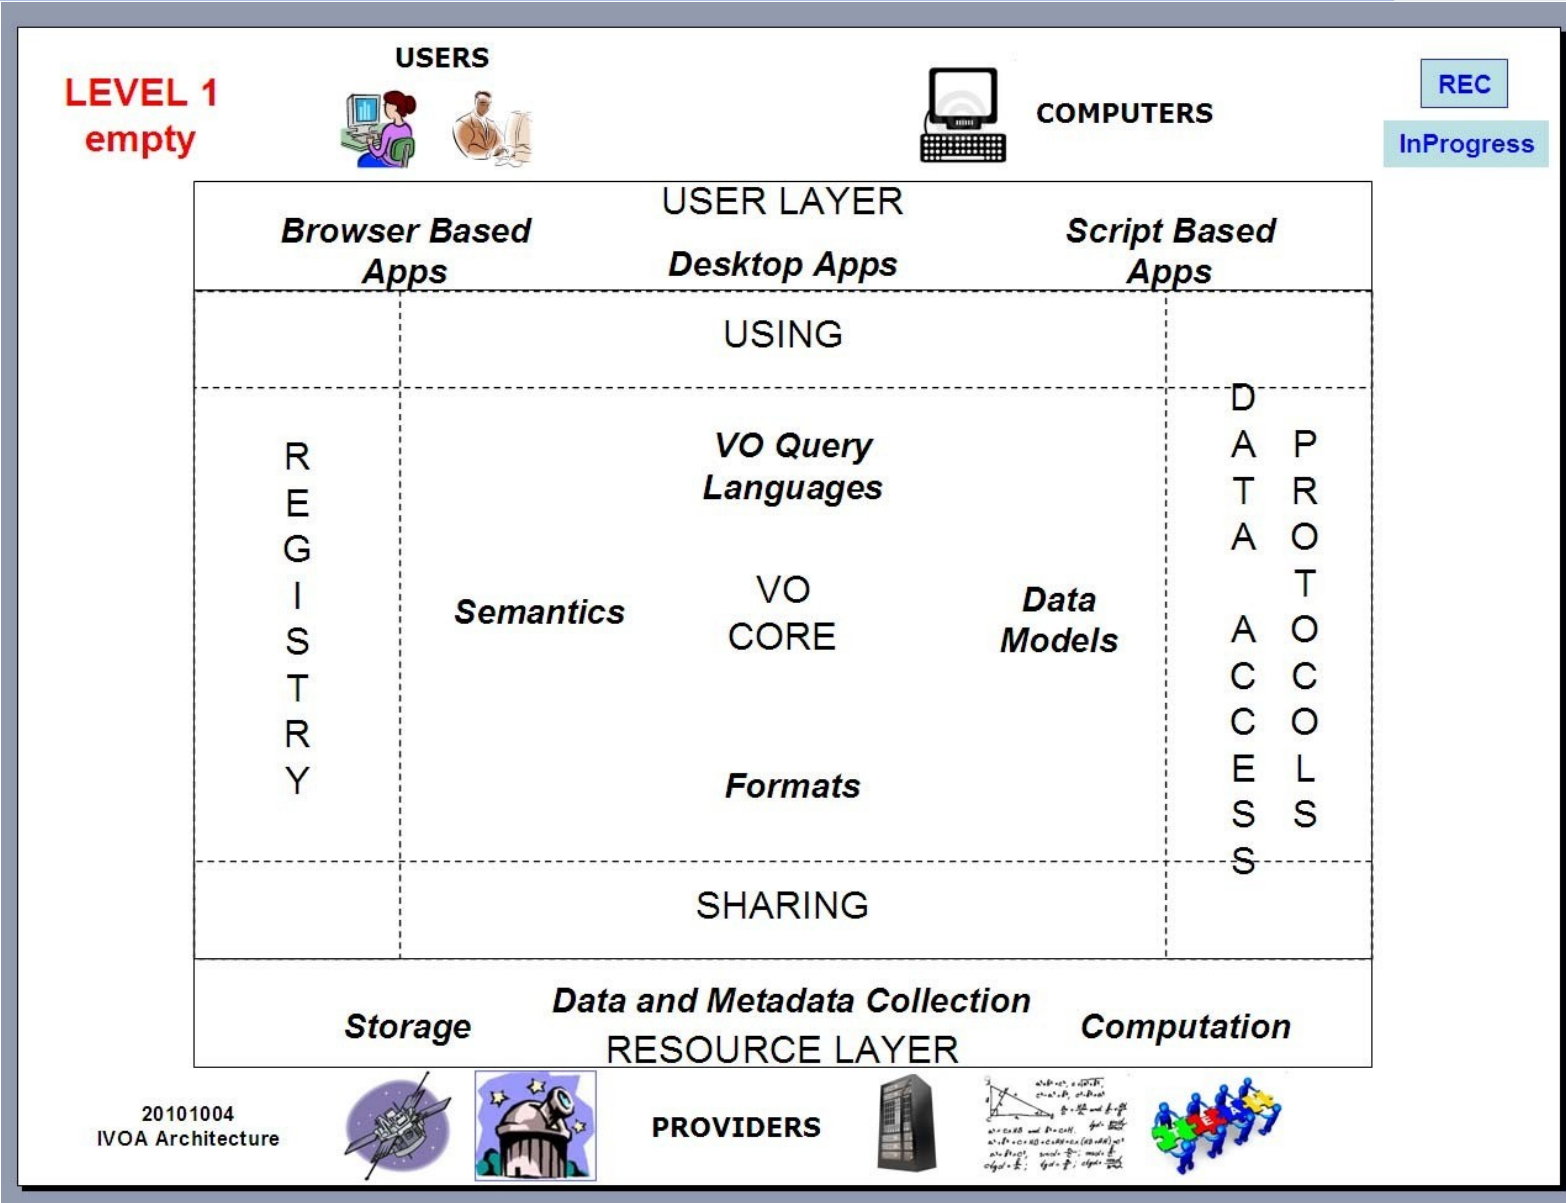 LEVEL 1
empty
USERS
COMPUTERS
REC
InProgress
USER LAYER
Browser Based
Apps
Desktop Apps
Script Based
Apps
USING
REGISTRY
VO Query
Languages
Semantics
VO
CORE
Data
Models
Formats
DATA ACCESS
PROTOCOLS
SHARING
Storage
Data and Metadata Collection
Computation
RESOURCE LAYER
20101004
IVOA Architecture
PROVIDERS